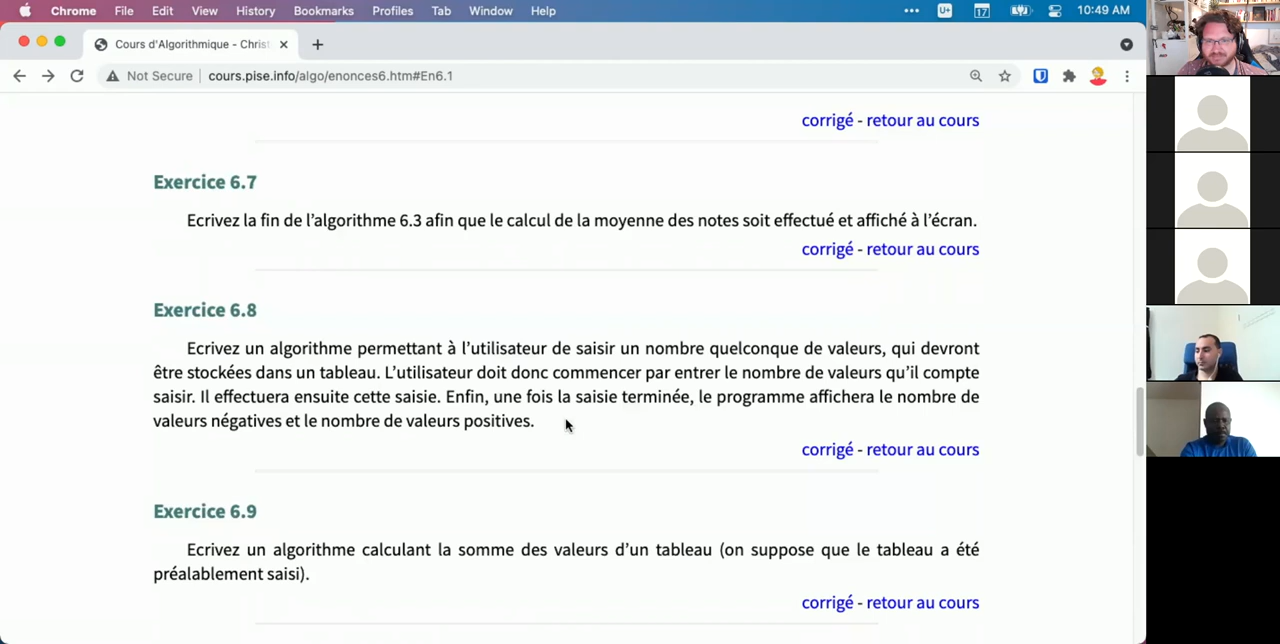 Chrome File Edit View History Bookmarks Profiles Tab Window Help ••• U+ 17 10:49 AM
Cours d'Algorithmique - Christ
Not Secure cours.pise.info/algo/enonces6.htm#En6.1
corrigé - retour au cours
Exercice 6.7
Ecrivez la fin de l'algorithme 6.3 afin que le calcul de la moyenne des notes soit effectué et affiché à l'écran.
corrigé - retour au cours
Exercice 6.8
Ecrivez un algorithme permettant à l'utilisateur de saisir un nombre quelconque de valeurs, qui devront
être stockées dans un tableau. L'utilisateur doit donc commencer par entrer le nombre de valeurs qu'il compte
saisir. Il effectuera ensuite cette saisie. Enfin, une fois la saisie terminée, le programme affichera le nombre de
valeurs négatives et le nombre de valeurs positives.
corrigé - retour au cours
Exercice 6.9
Ecrivez un algorithme calculant la somme des valeurs d'un tableau (on suppose que le tableau a été
préalablement saisi).
corrigé - retour au cours